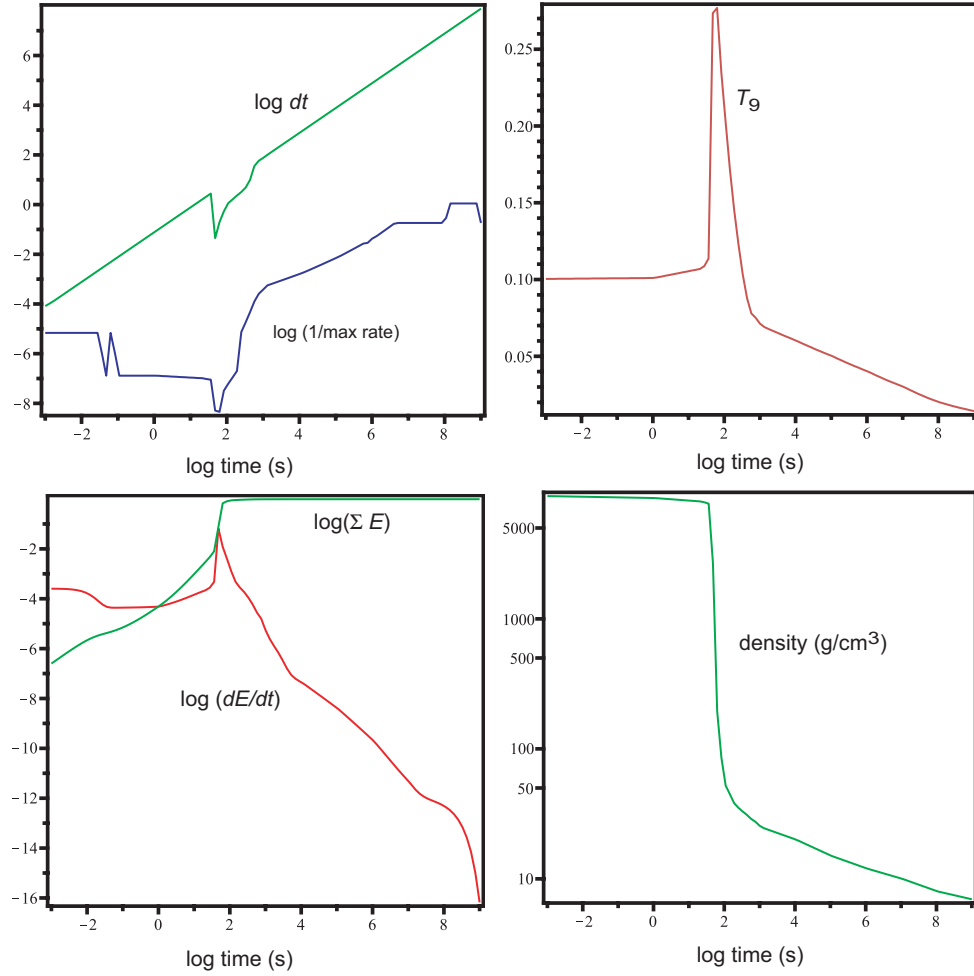 6
4
2
0
−2
−4
−6
−8
log dt
log (1/max rate)
−2 0 2 4 6 8
log time (s)
0.25
0.20
0.15
0.10
0.05
T9
−2 0 2 4 6 8
log time (s)
−2
−4
−6
−8
−10
−12
−14
−16
log(Σ E)
log (dE/dt)
−2 0 2 4 6 8
log time (s)
5000
1000
500
100
50
10
density (g/cm³)
−2 0 2 4 6 8
log time (s)